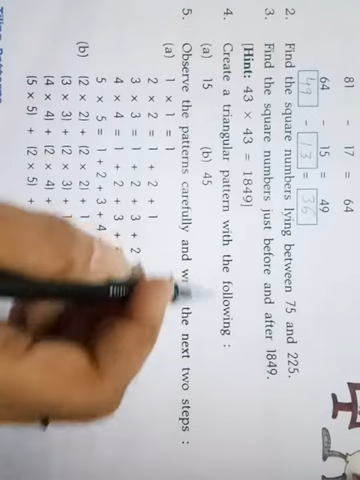 81 - 17 = 64
64 - 15 = 49
49 - 13 = 36
2. Find the square numbers lying between 75 and 225.
3. Find the square numbers just before and after 1849.
[Hint: 43 × 43 = 1849]
4. Create a triangular pattern with the following :
(a) 15 (b) 45
5. Observe the patterns carefully and the next two steps :
(a) 1 × 1 = 1
2 × 2 = 1 + 2 + 1
3 × 3 = 1 + 2 + 3 + 2
4 × 4 = 1 + 2 + 3 +
5 × 5 = 1 + 2 + 3 + 4
(b) (2 × 2) + (2 × 2) + 1
(3 × 3) + (2 × 3) + 1
(4 × 4) + (2 × 4) +
(5 × 5) + (2 × 5) +
Tiling Patterns